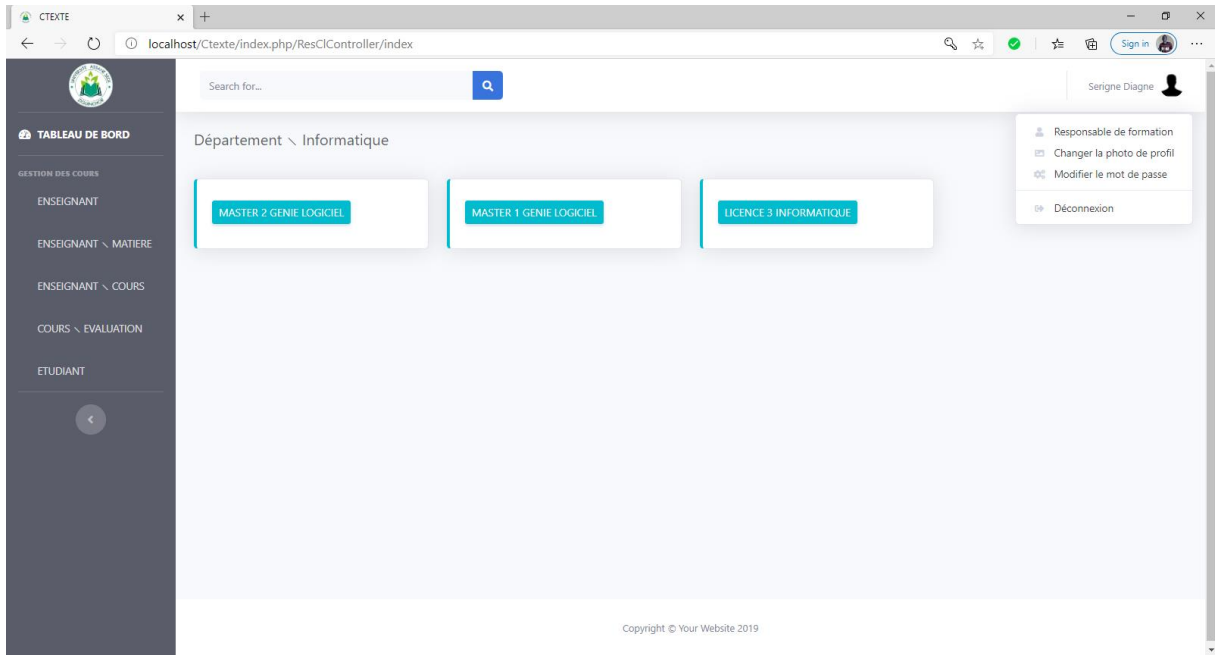 CTEXTE
localhost/Ctexte/index.php/ResClController/index
Sign in
Search for...
Serigne Diagne
TABLEAU DE BORD
GESTION DES COURS
ENSEIGNANT
ENSEIGNANT \ MATIERE
ENSEIGNANT \ COURS
COURS \ EVALUATION
ETUDIANT
Département \ Informatique
MASTER 2 GENIE LOGICIEL
MASTER 1 GENIE LOGICIEL
LICENCE 3 INFORMATIQUE
Responsable de formation
Changer la photo de profil
Modifier le mot de passe
Déconnexion
Copyright © Your Website 2019